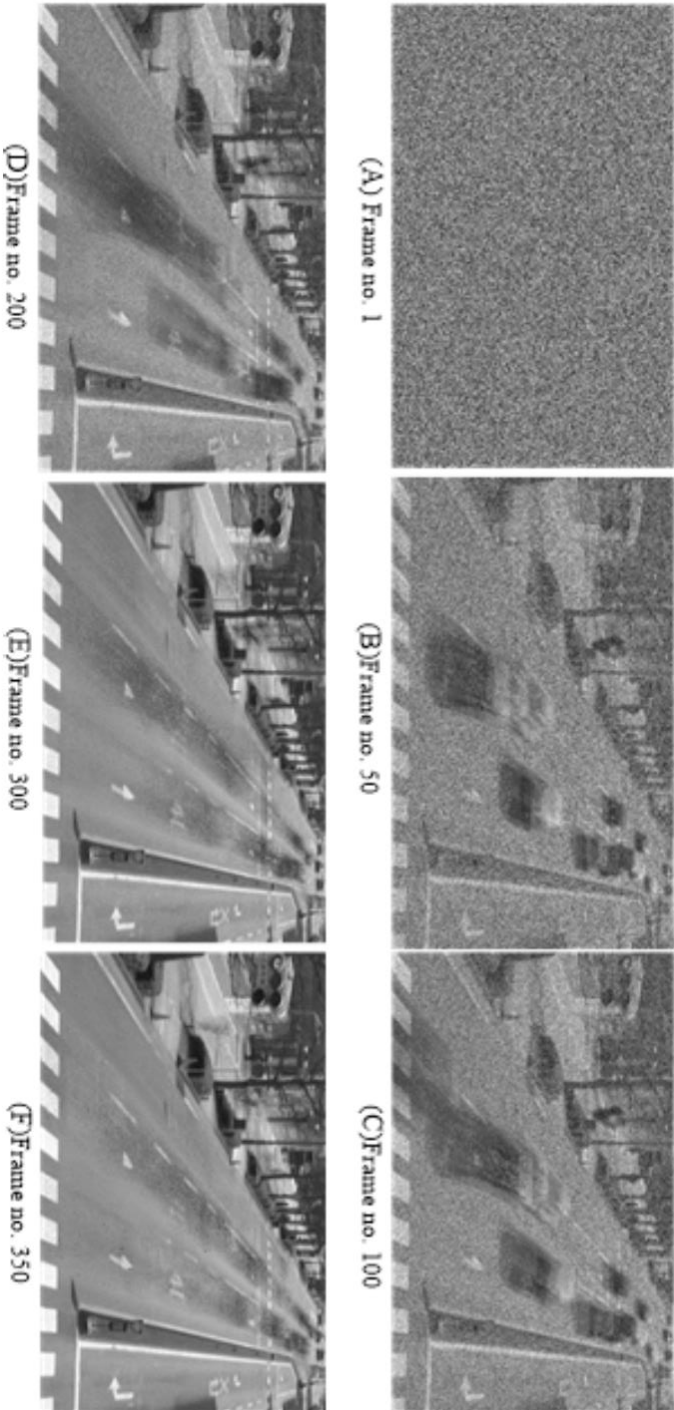 (A) Frame no. 1
(B)Frame no. 50
(C)Frame no. 100
(D)Frame no. 200
(E)Frame no. 300
(F)Frame no. 350